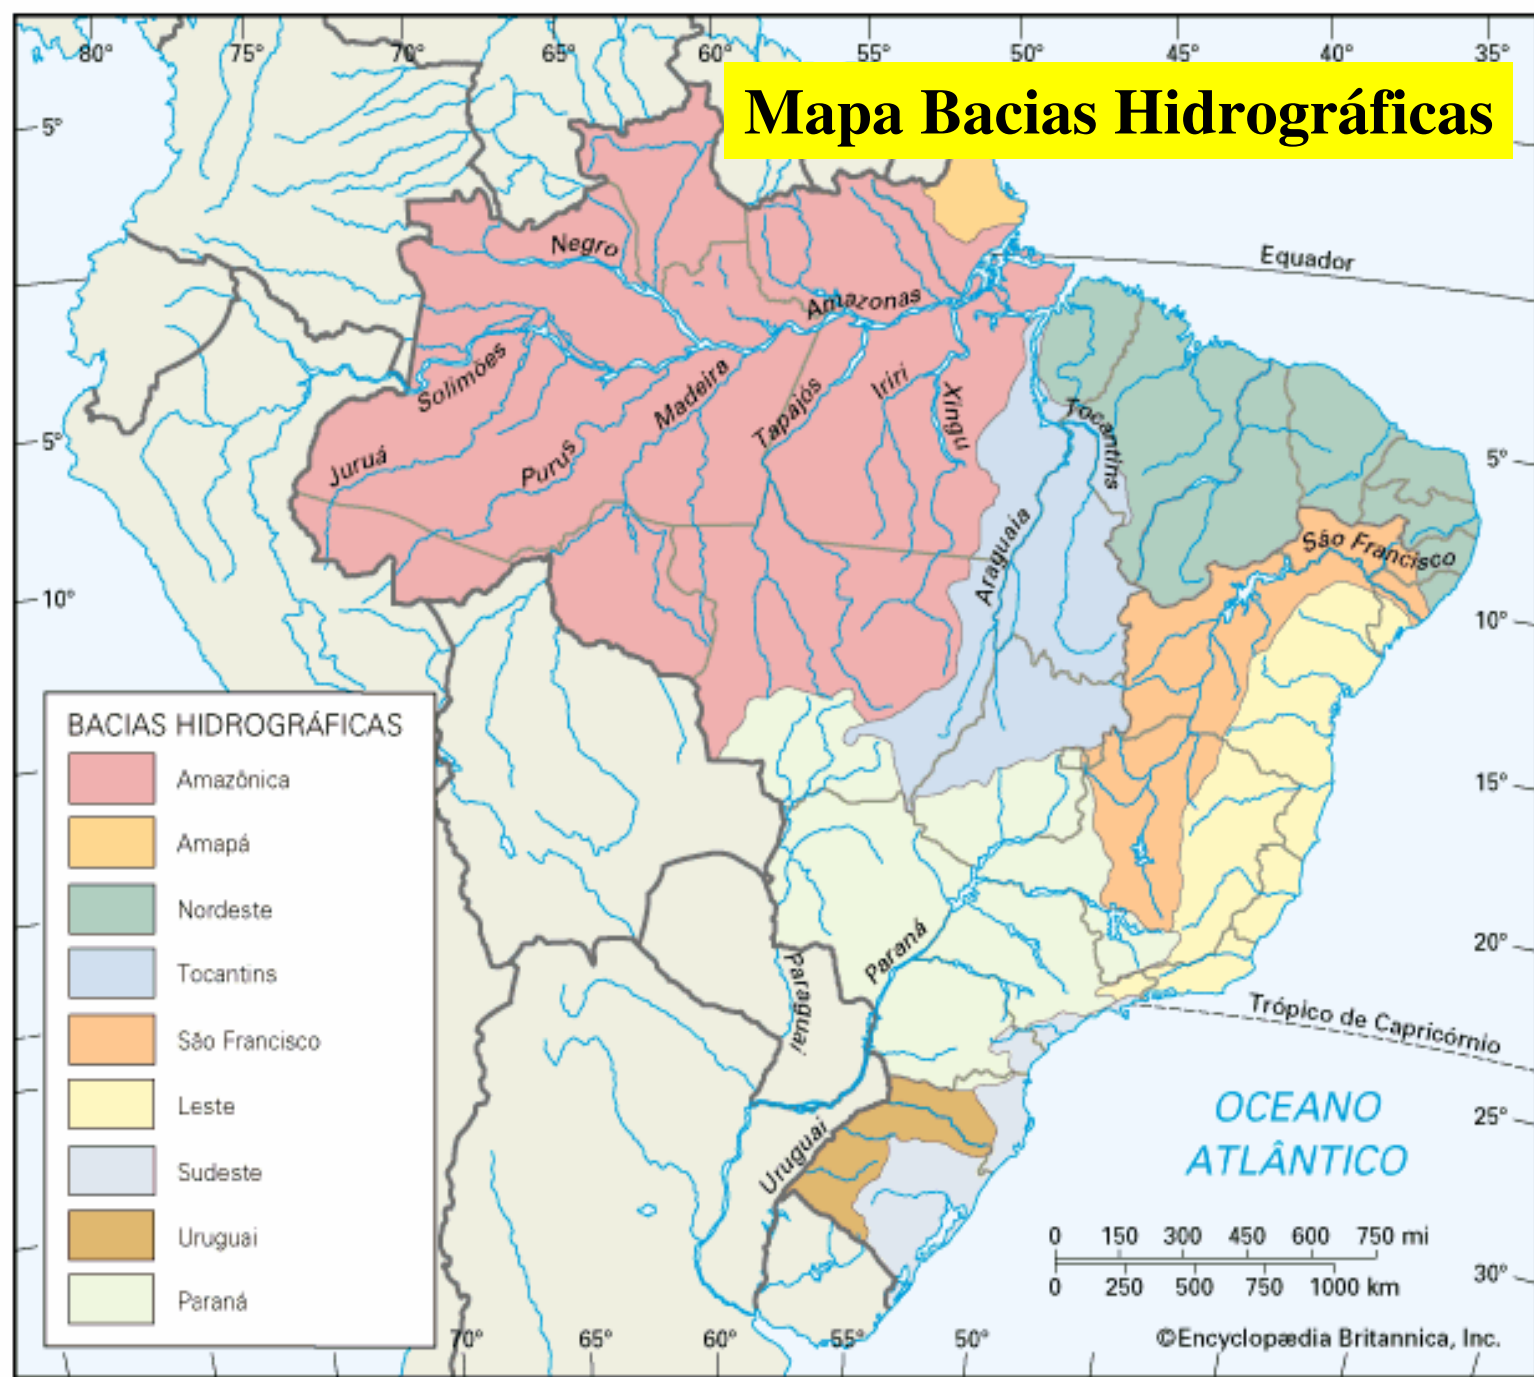 80° 75° 70° 65° 60° 55° 50° 45° 40° 35°
Mapa Bacias Hidrográficas
5°
Equador
Negro
Amazonas
Solimões
Madeira
Tapajós
Iriri
Xingu
Tocantins
5°
5°
Juruá
Purus
Araguaia
São Francisco
10°
10°
BACIAS HIDROGRÁFICAS
Amazônica
Amapá
Nordeste
Tocantins
São Francisco
Leste
Sudeste
Uruguai
Paraná
15°
20°
Paraná
Paraguai
Trópico de Capricórnio
Uruguai
OCEANO
ATLÂNTICO
25°
0 150 300 450 600 750 mi
0 250 500 750 1000 km
30°
70° 65° 60° 55° 50°
©Encyclopædia Britannica, Inc.